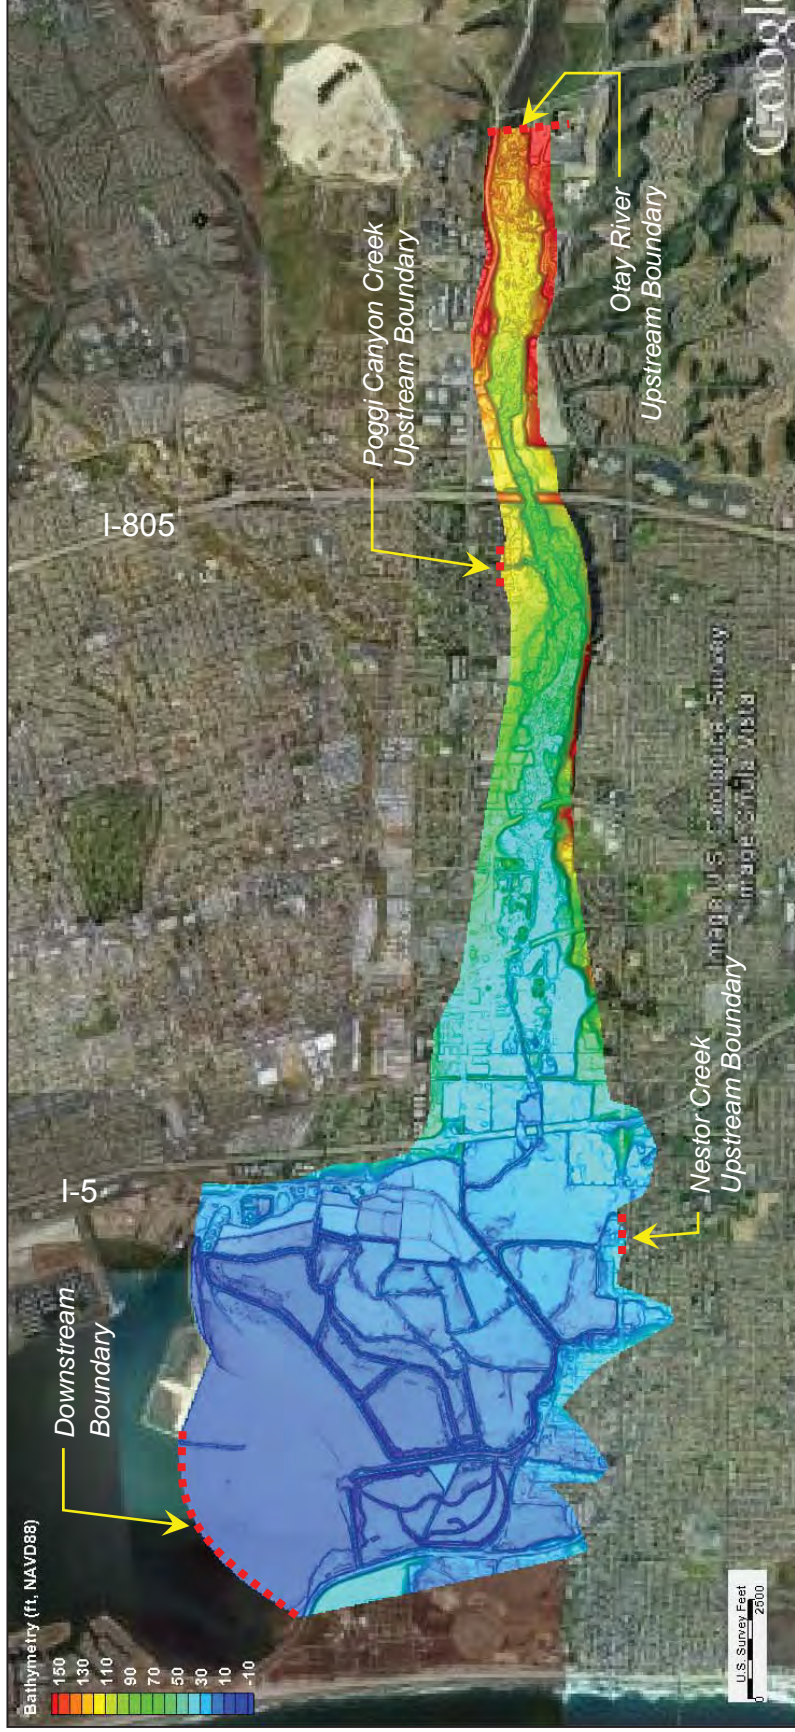 Bathymetry (ft, NAVD88)
150
130
110
90
70
50
30
10
-10
Downstream
Boundary
I-5
I-805
Poggi Canyon Creek
Upstream Boundary
Otay River
Upstream Boundary
Nestor Creek
Upstream Boundary
U.S. Survey Feet
0 2500
Google